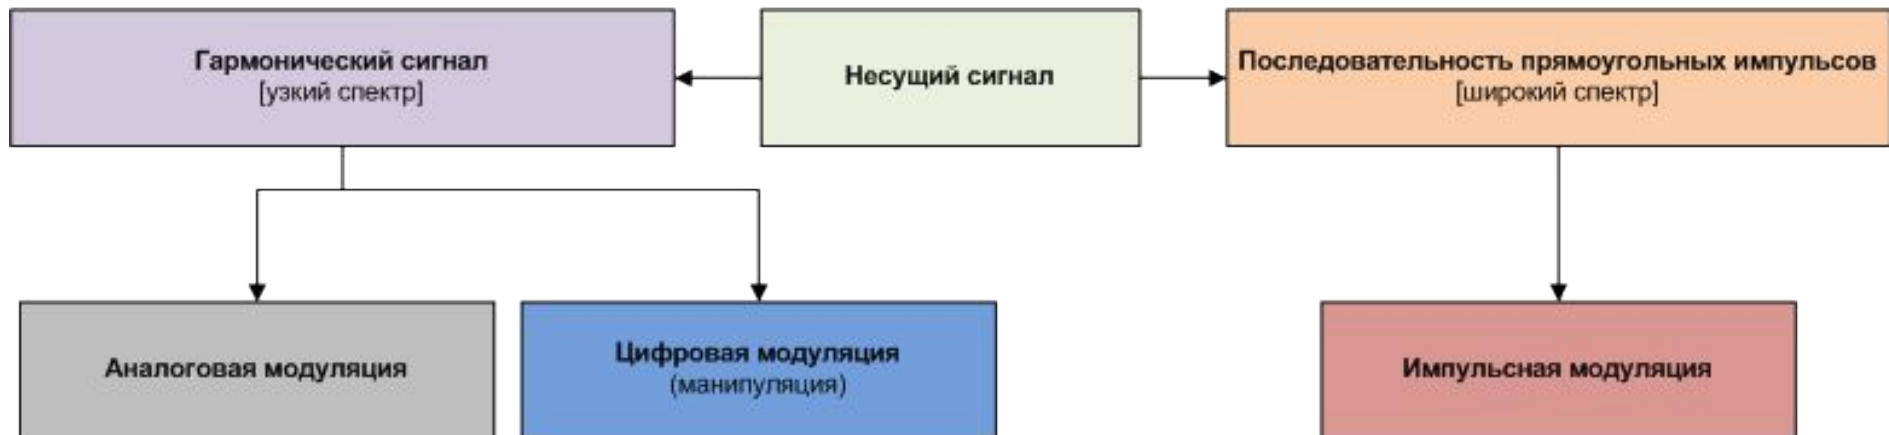 Гармонический сигнал
[узкий спектр]
Несущий сигнал
Последовательность прямоугольных импульсов
[широкий спектр]
Аналоговая модуляция
Цифровая модуляция
(манипуляция)
Импульсная модуляция